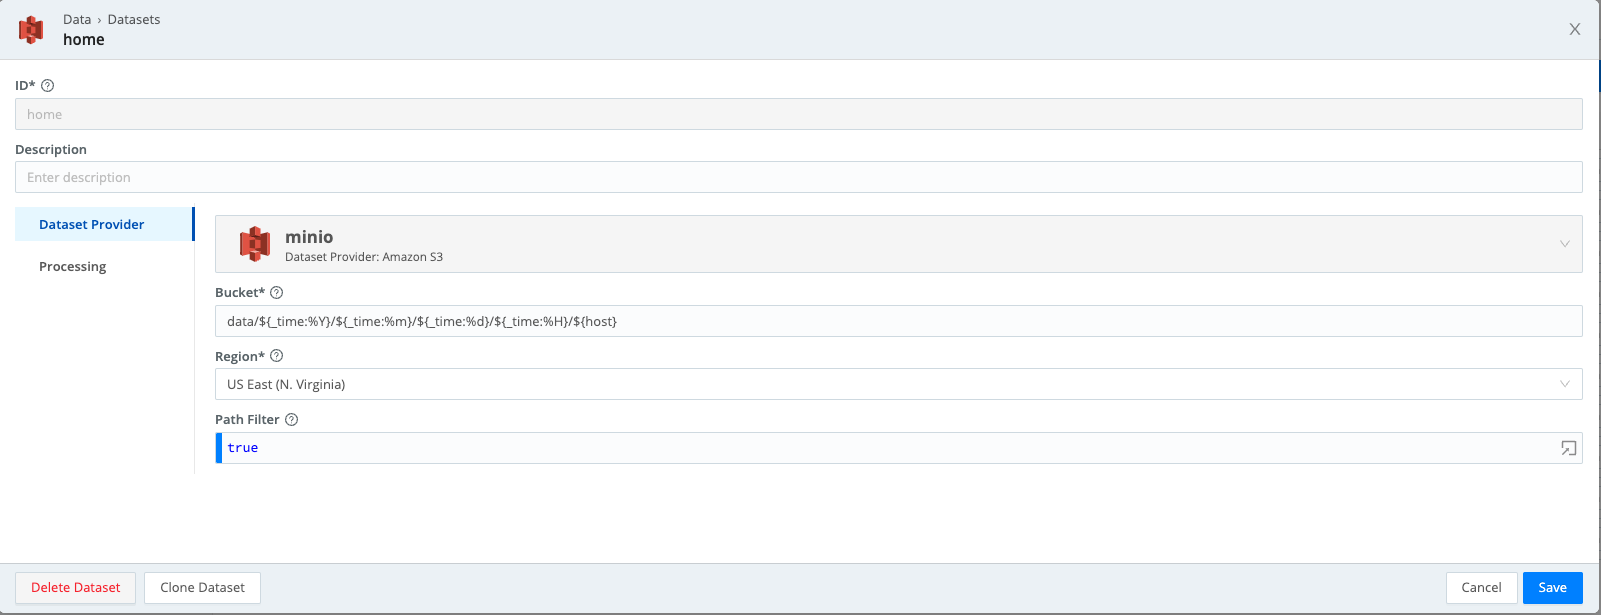 Data › Datasets
home
X
ID*
home
Description
Enter description
Dataset Provider
Processing
minio
Dataset Provider: Amazon S3
Bucket*
data/${_time:%Y}/${_time:%m}/${_time:%d}/${_time:%H}/${host}
Region*
US East (N. Virginia)
Path Filter
true
Delete Dataset
Clone Dataset
Cancel
Save